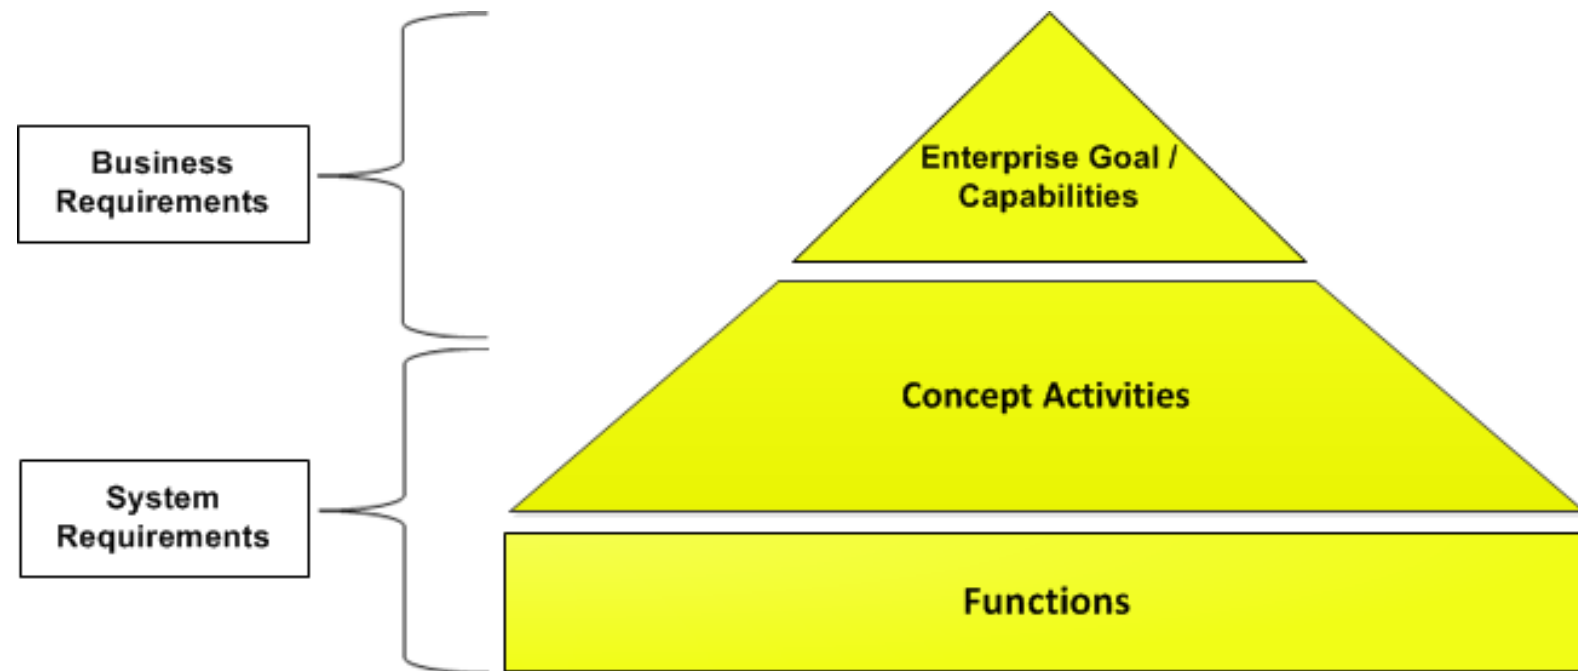 Business
Requirements
Enterprise Goal /
Capabilities
Concept Activities
System
Requirements
Functions